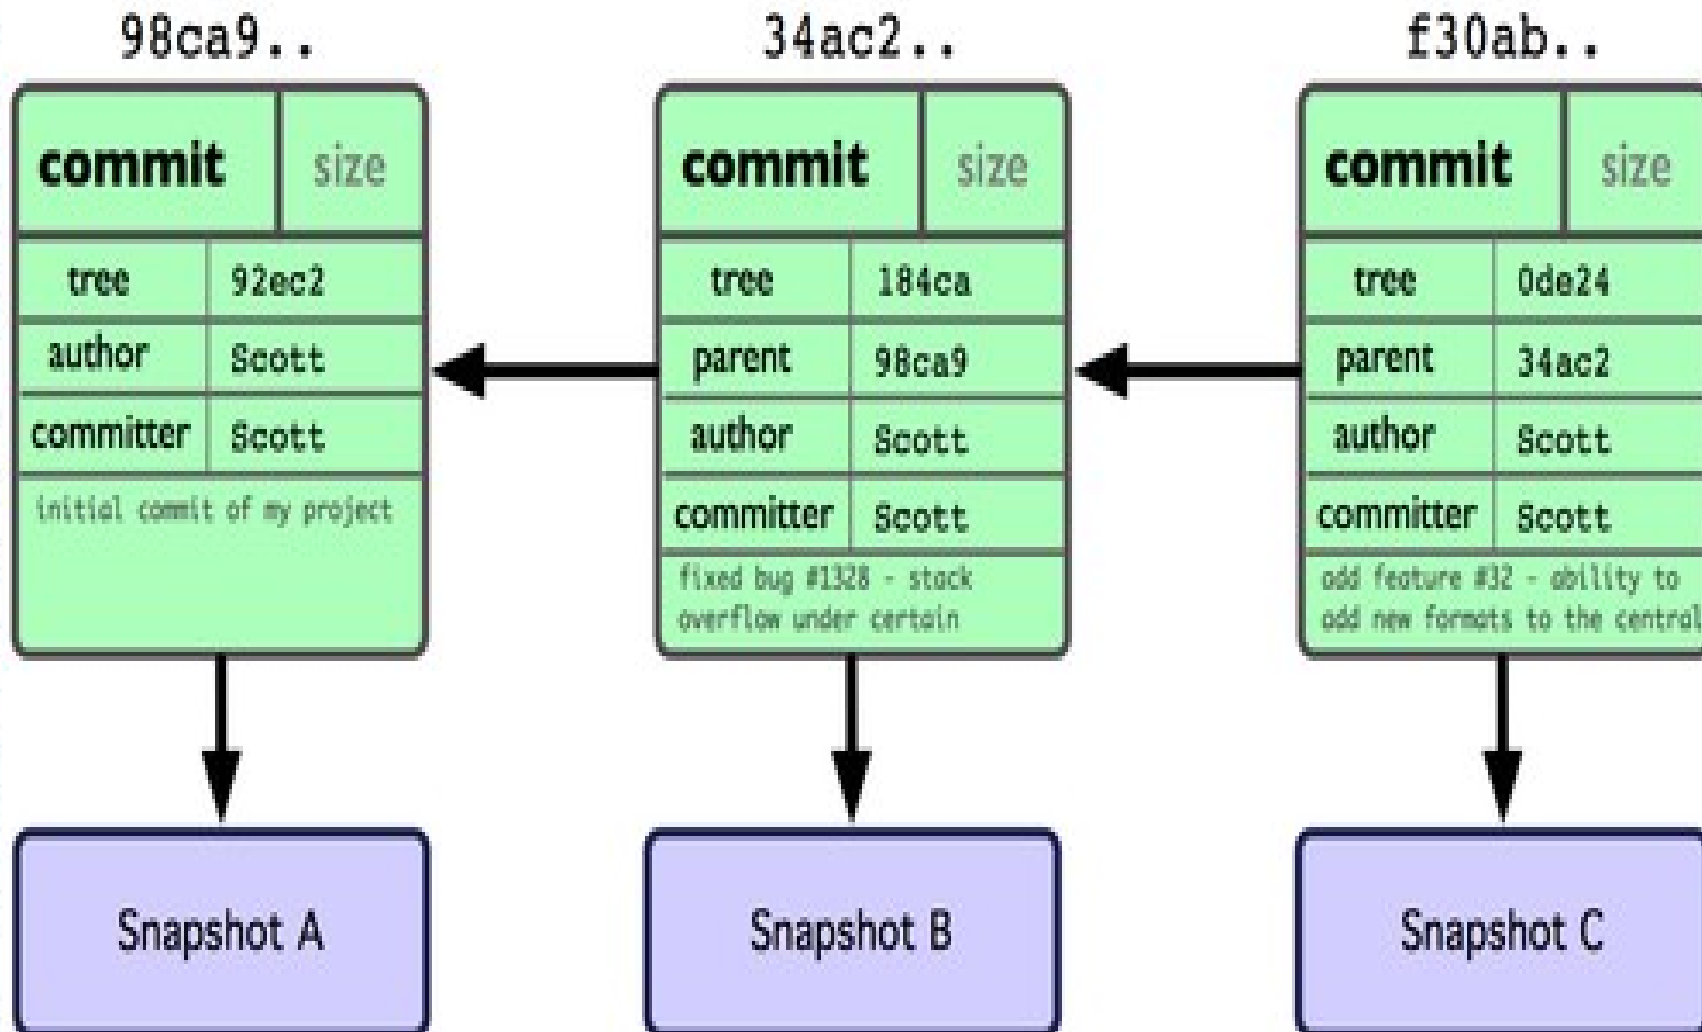 98ca9..
commit size
tree 92ec2
author Scott
committer Scott
initial commit of my project
Snapshot A
34ac2..
commit size
tree 184ca
parent 98ca9
author Scott
committer Scott
fixed bug #1328 - stack
overflow under certain
Snapshot B
f30ab..
commit size
tree 0de24
parent 34ac2
author Scott
committer Scott
add feature #32 - ability to
add new formats to the central
Snapshot C